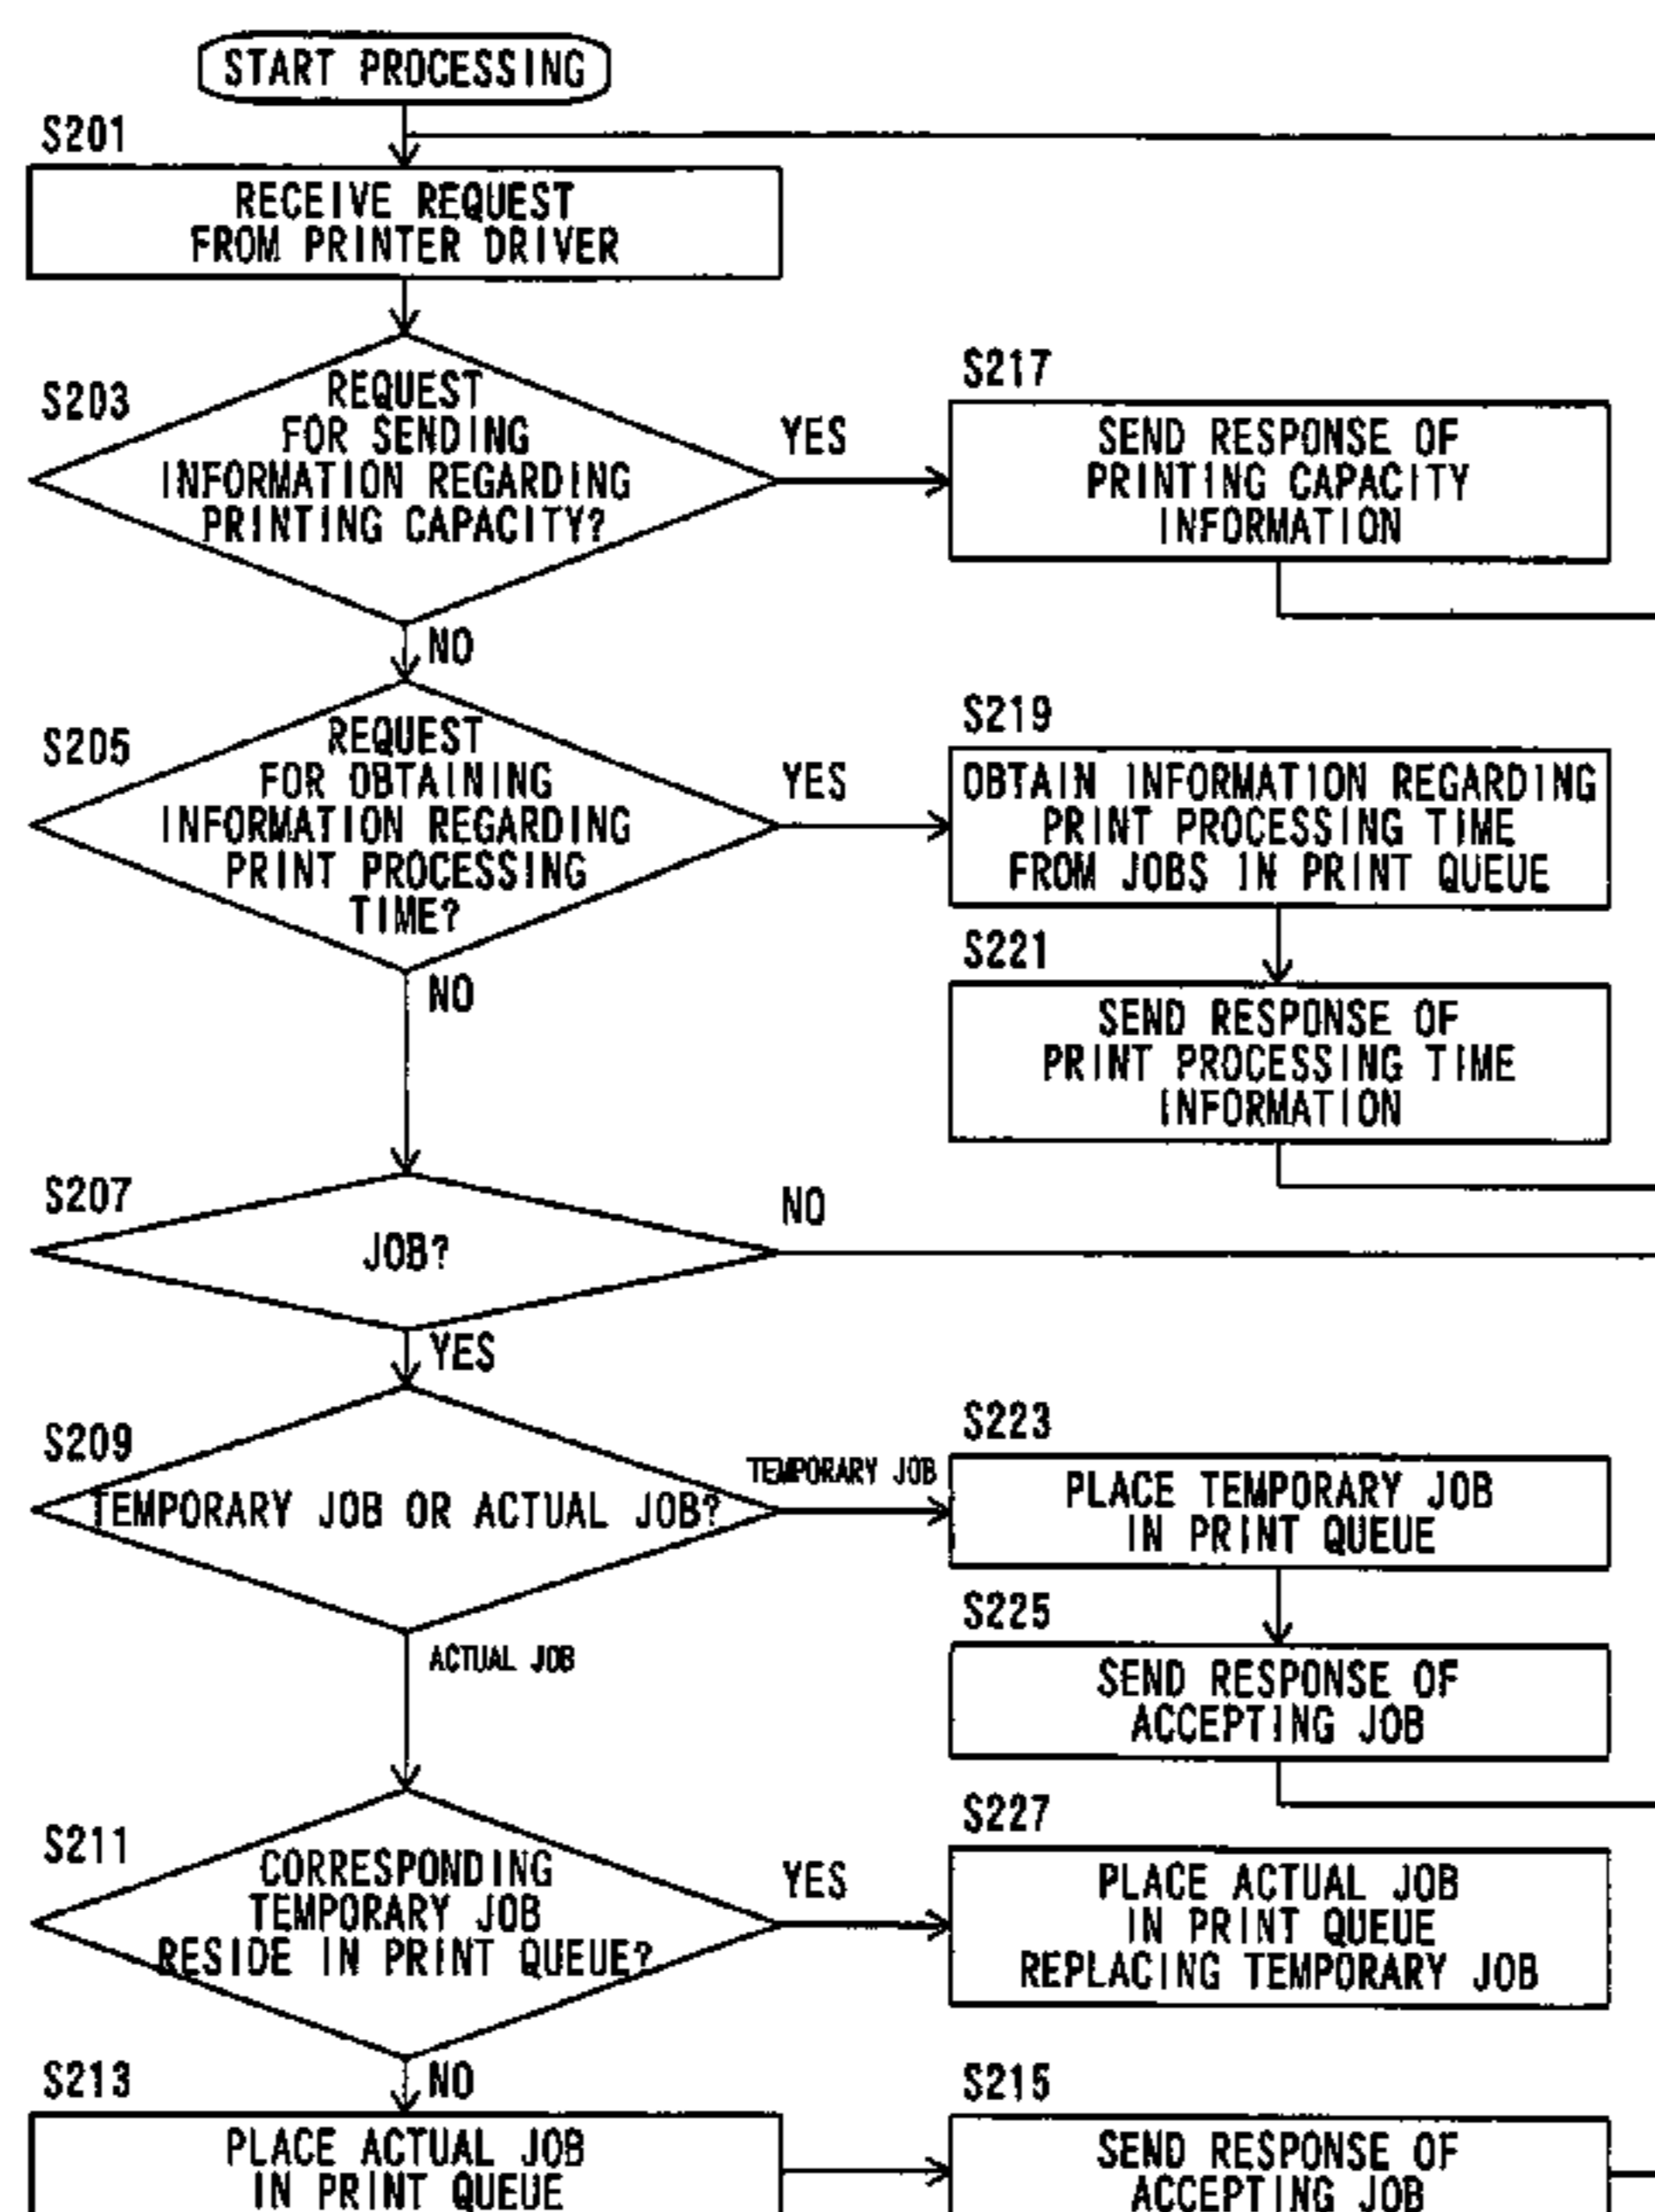 START PROCESSING
S201
RECEIVE REQUEST
FROM PRINTER DRIVER
S203
REQUEST
FOR SENDING
INFORMATION REGARDING
PRINTING CAPACITY?
YES
NO
S217
SEND RESPONSE OF
PRINTING CAPACITY
INFORMATION
S205
REQUEST
FOR OBTAINING
INFORMATION REGARDING
PRINT PROCESSING
TIME?
YES
NO
S219
OBTAIN INFORMATION REGARDING
PRINT PROCESSING TIME
FROM JOBS IN PRINT QUEUE
S221
SEND RESPONSE OF
PRINT PROCESSING TIME
INFORMATION
S207
JOB?
NO
YES
S209
TEMPORARY JOB OR ACTUAL JOB?
TEMPORARY JOB
ACTUAL JOB
S223
PLACE TEMPORARY JOB
IN PRINT QUEUE
S225
SEND RESPONSE OF
ACCEPTING JOB
S211
CORRESPONDING
TEMPORARY JOB
RESIDE IN PRINT QUEUE?
YES
NO
S227
PLACE ACTUAL JOB
IN PRINT QUEUE
REPLACING TEMPORARY JOB
S213
PLACE ACTUAL JOB
IN PRINT QUEUE
S215
SEND RESPONSE OF
ACCEPTING JOB